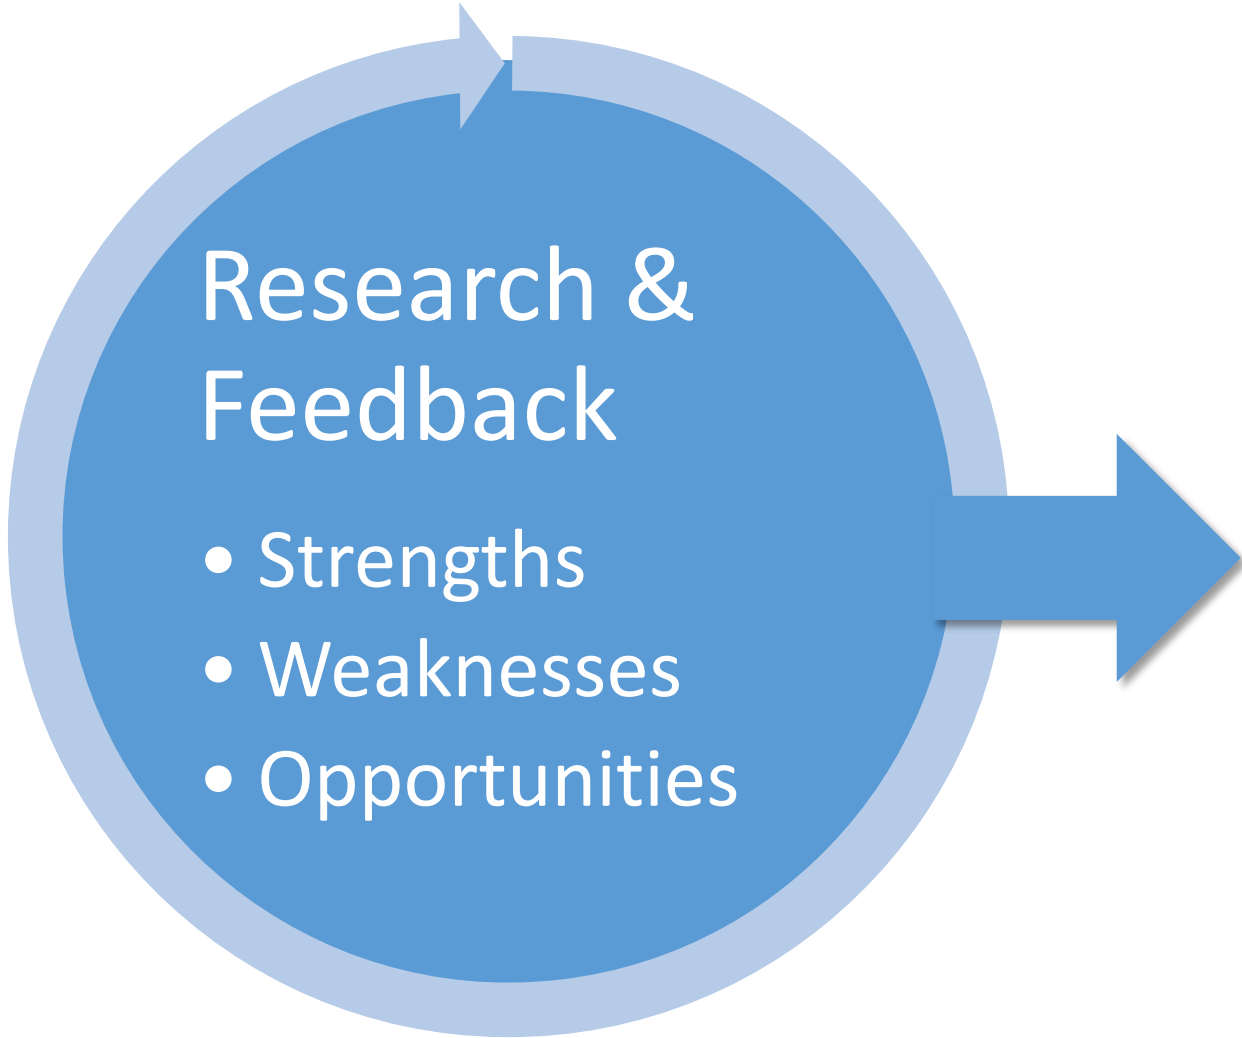 Research &
Feedback
• Strengths
• Weaknesses
• Opportunities